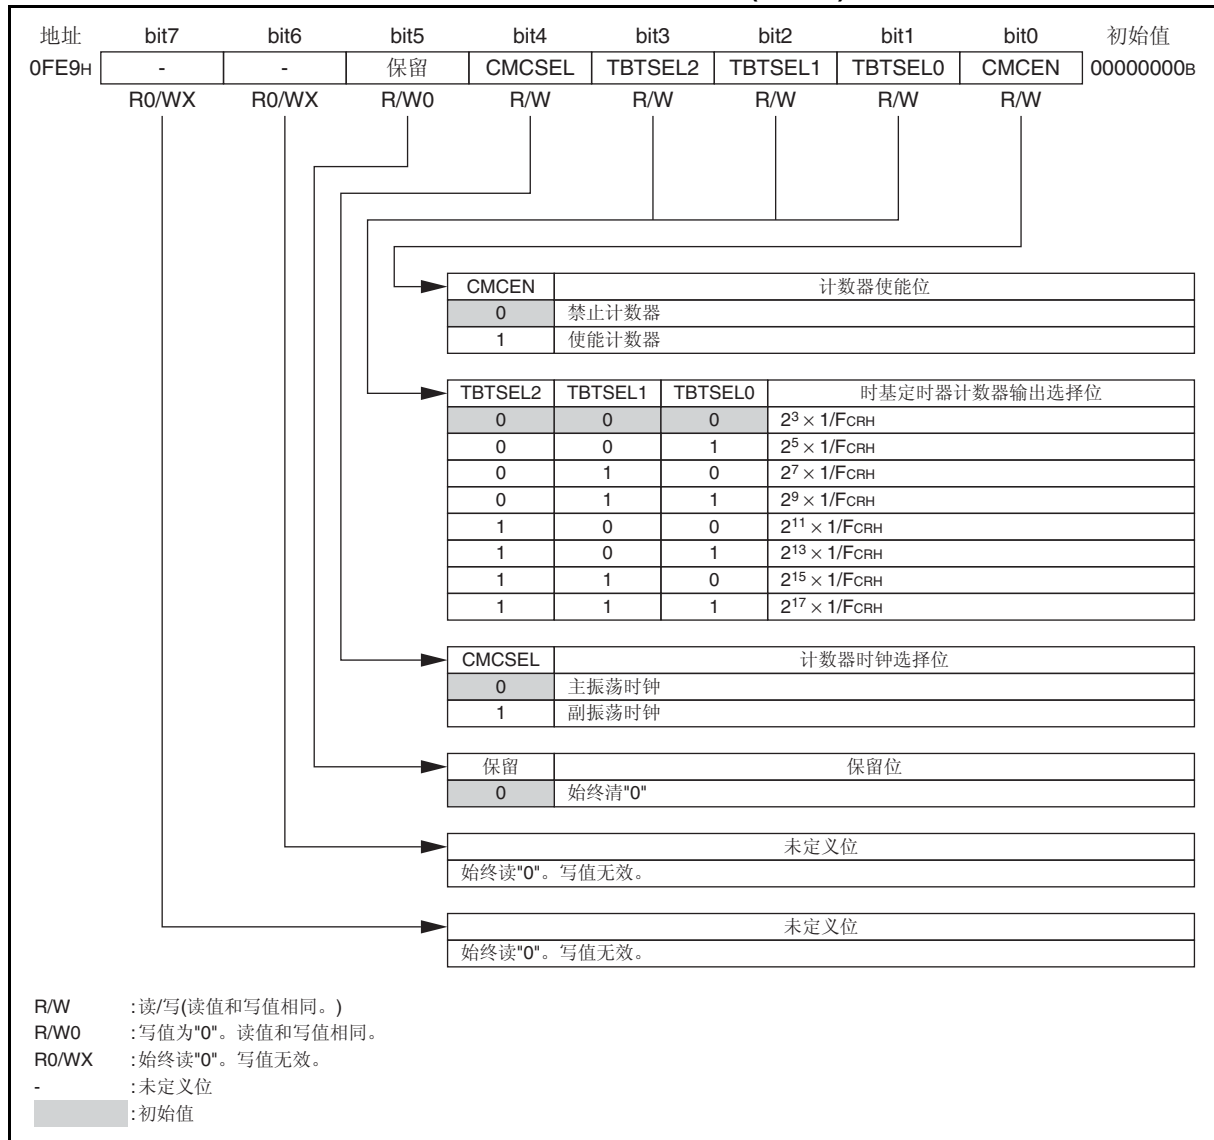 地址 bit7 bit6 bit5 bit4 bit3 bit2 bit1 bit0 初始值
0FE9H - - 保留 CMCSEL TBTSEL2 TBTSEL1 TBTSEL0 CMCEN 00000000B
R0/WX R0/WX R/W0 R/W R/W R/W R/W R/W
CMCEN 计数器使能位
0 禁止计数器
1 使能计数器
TBTSEL2 TBTSEL1 TBTSEL0 时基定时器计数器输出选择位
0 0 0 2³ × 1/FCRH
0 0 1 2⁵ × 1/FCRH
0 1 0 2⁷ × 1/FCRH
0 1 1 2⁹ × 1/FCRH
1 0 0 2¹¹ × 1/FCRH
1 0 1 2¹³ × 1/FCRH
1 1 0 2¹⁵ × 1/FCRH
1 1 1 2¹⁷ × 1/FCRH
CMCSEL 计数器时钟选择位
0 主振荡时钟
1 副振荡时钟
保留 保留位
0 始终清"0"
未定义位
始终读"0"。写值无效。
未定义位
始终读"0"。写值无效。
R/W :读/写(读值和写值相同。)
R/W0 :写值为"0"。读值和写值相同。
R0/WX :始终读"0"。写值无效。
- :未定义位
:初始值